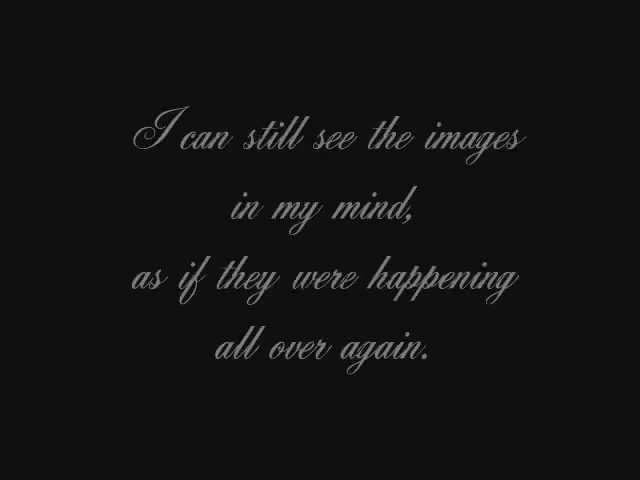 I can still see the images
in my mind,
as if they were happening
all over again.